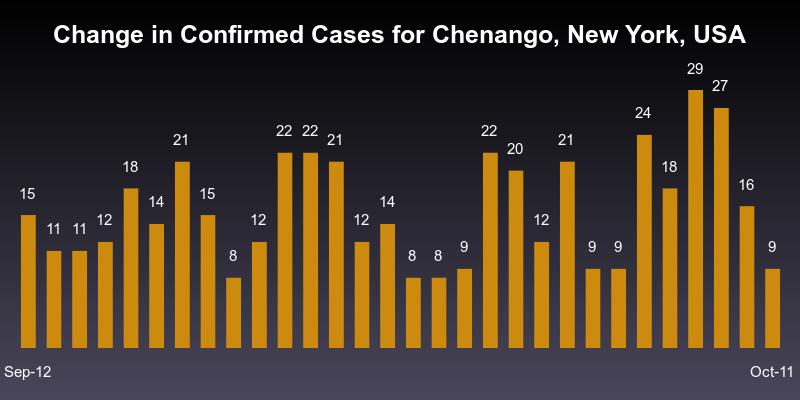 Change in Confirmed Cases for Chenango, New York, USA
15 11 11 12 18 14 21 15 8 12 22 22 21 12 14 8 8 9 22 20 12 21 9 9 24 18 29 27 16 9
Sep-12 Oct-11